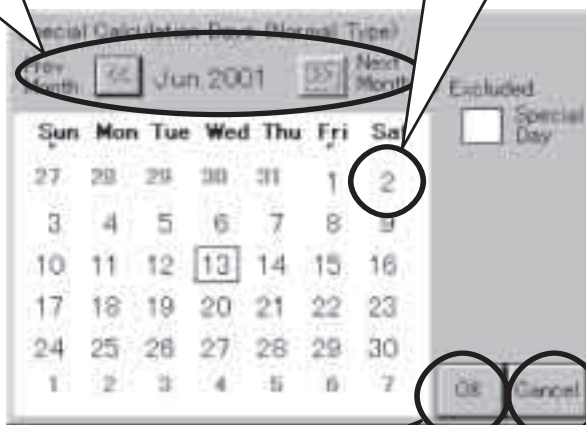 Special Calculation Days (Normal Type)
Prev. Month << Jun 2001 >> Next Month
Excluded
Special Day
Sun Mon Tue Wed Thu Fri Sat
27 28 29 30 31 1 2
3 4 5 6 7 8 9
10 11 12 13 14 15 16
17 18 19 20 21 22 23
24 25 26 27 28 29 30
1 2 3 4 5 6 7
OK Cancel